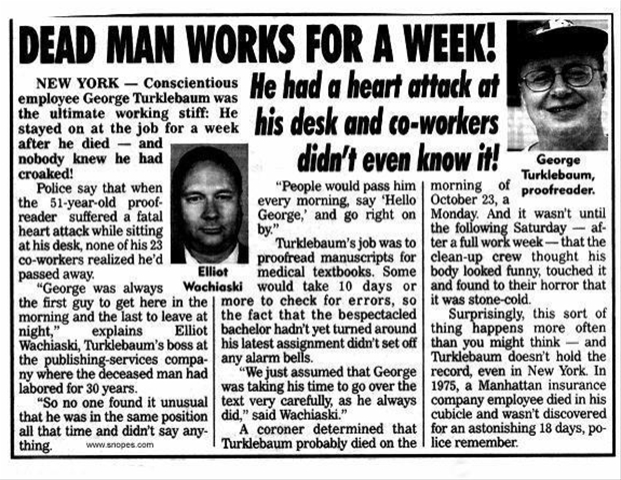 DEAD MAN WORKS FOR A WEEK!
He had a heart attack at
his desk and co-workers
didn't even know it!
NEW YORK — Conscientious
employee George Turklebaum was
the ultimate working stiff: He
stayed on at the job for a week
after he died — and
nobody knew he had
croaked!
Police say that when
the 51-year-old proof-
reader suffered a fatal
heart attack while sitting
at his desk, none of his 23
co-workers realized he'd
passed away.
"George was always
the first guy to get here in the
morning and the last to leave at
night," explains Elliot
Wachiaski, Turklebaum's boss at
the publishing-services compa-
ny where the deceased man had
labored for 30 years.
"So no one found it unusual
that he was in the same position
all that time and didn't say any-
thing.
www.snopes.com
Elliot
Wachiaski
"People would pass him
every morning, say 'Hello
George,' and go right on
by."
Turklebaum's job was to
proofread manuscripts for
medical textbooks. Some
would take 10 days or
more to check for errors, so
the fact that the bespectacled
bachelor hadn't yet turned around
his latest assignment didn't set off
any alarm bells.
"We just assumed that George
was taking his time to go over the
text very carefully, as he always
did," said Wachiaski."
A coroner determined that
Turklebaum probably died on the
George
Turklebaum,
proofreader.
morning of
October 23, a
Monday. And it wasn't until
the following Saturday — af-
ter a full work week — that the
clean-up crew thought his
body looked funny, touched it
and found to their horror that
it was stone-cold.
Surprisingly, this sort of
thing happens more often
than you might think — and
Turklebaum doesn't hold the
record, even in New York. In
1975, a Manhattan insurance
company employee died in his
cubicle and wasn't discovered
for an astonishing 18 days, po-
lice remember.